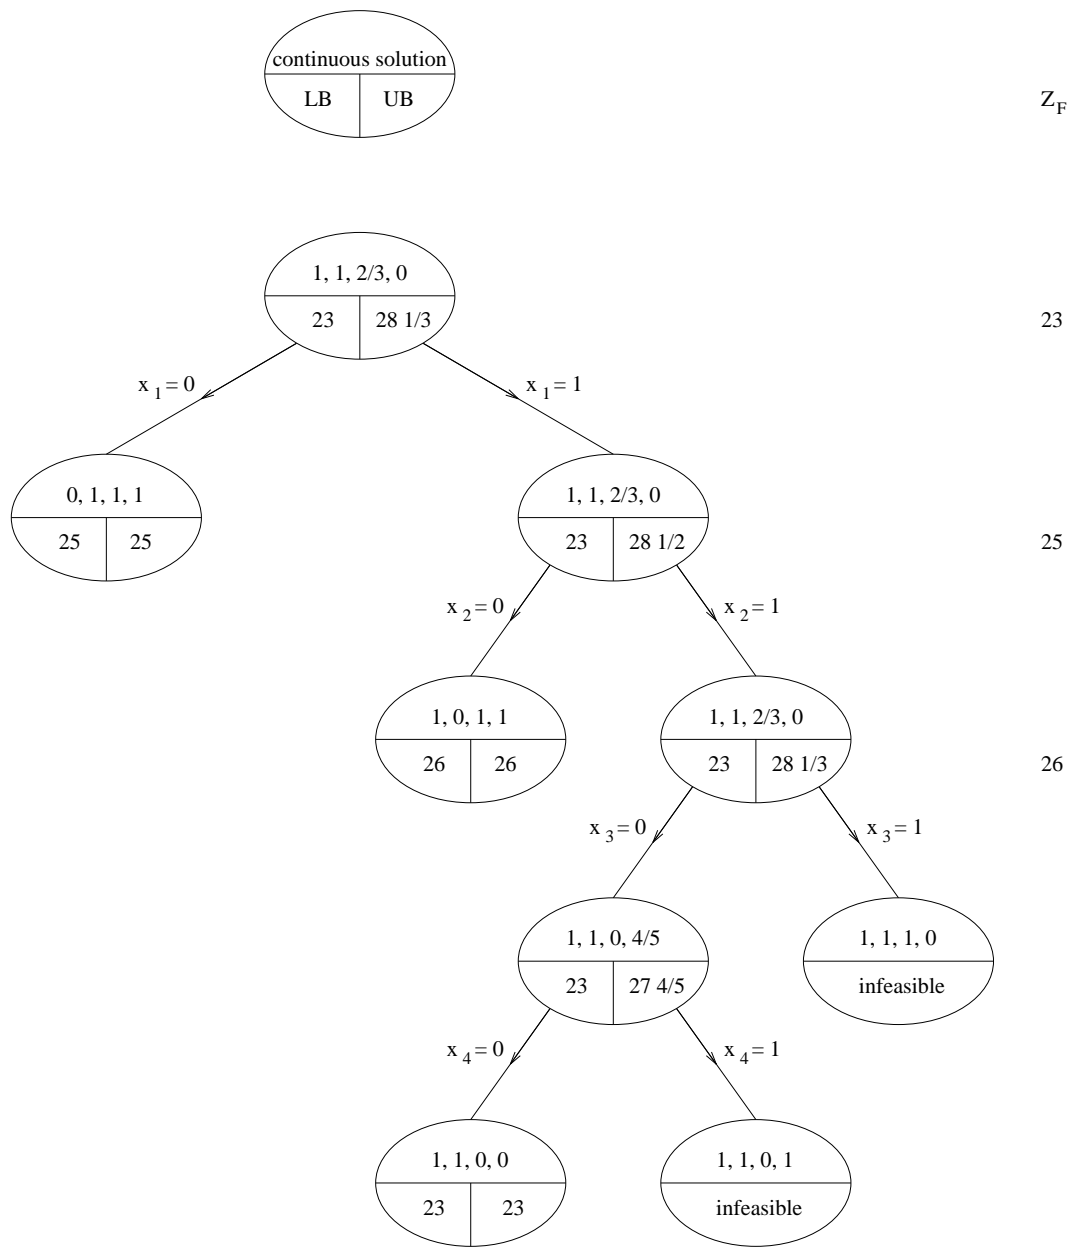 continuous solution
LB UB
Z_F
1, 1, 2/3, 0
23 28 1/3
23
x_1 = 0
x_1 = 1
0, 1, 1, 1
25 25
1, 1, 2/3, 0
23 28 1/2
25
x_2 = 0
x_2 = 1
1, 0, 1, 1
26 26
1, 1, 2/3, 0
23 28 1/3
26
x_3 = 0
x_3 = 1
1, 1, 0, 4/5
23 27 4/5
1, 1, 1, 0
infeasible
x_4 = 0
x_4 = 1
1, 1, 0, 0
23 23
1, 1, 0, 1
infeasible